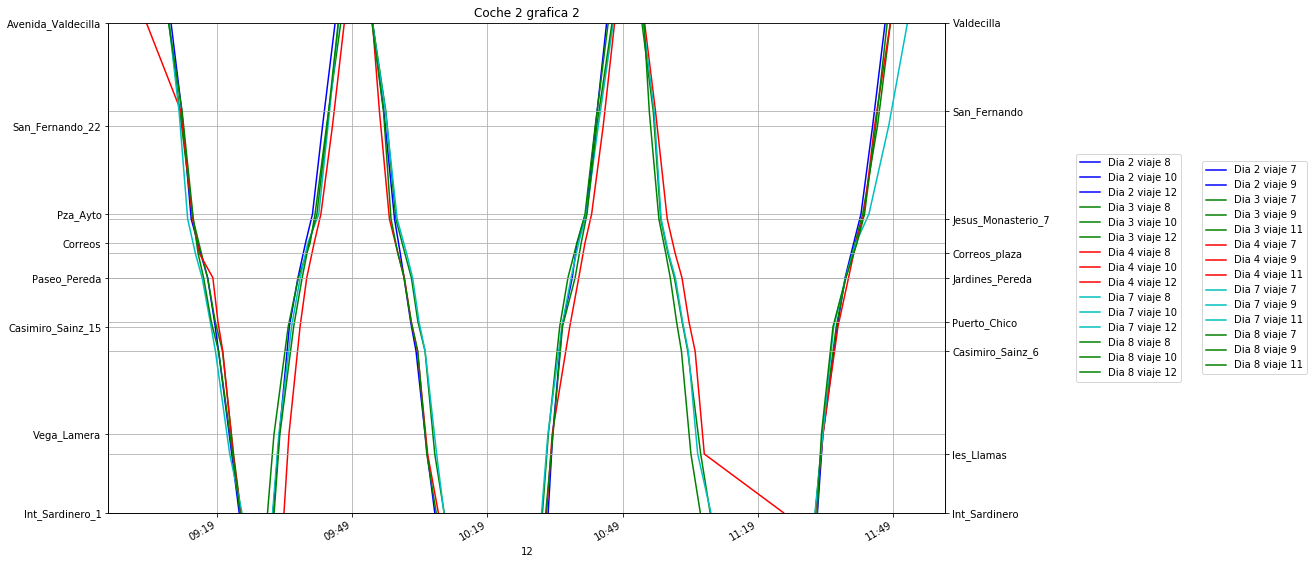 Coche 2 grafica 2
Avenida_Valdecilla
San_Fernando_22
Pza_Ayto
Correos
Paseo_Pereda
Casimiro_Sainz_15
Vega_Lamera
Int_Sardinero_1
Valdecilla
San_Fernando
Jesus_Monasterio_7
Correos_plaza
Jardines_Pereda
Puerto_Chico
Casimiro_Sainz_6
Ies_Llamas
Int_Sardinero
09:19
09:49
10:19
10:49
11:19
11:49
12
Dia 2 viaje 8
Dia 2 viaje 10
Dia 2 viaje 12
Dia 3 viaje 8
Dia 3 viaje 10
Dia 3 viaje 12
Dia 4 viaje 8
Dia 4 viaje 10
Dia 4 viaje 12
Dia 7 viaje 8
Dia 7 viaje 10
Dia 7 viaje 12
Dia 8 viaje 8
Dia 8 viaje 10
Dia 8 viaje 12
Dia 2 viaje 7
Dia 2 viaje 9
Dia 3 viaje 7
Dia 3 viaje 9
Dia 3 viaje 11
Dia 4 viaje 7
Dia 4 viaje 9
Dia 4 viaje 11
Dia 7 viaje 7
Dia 7 viaje 9
Dia 7 viaje 11
Dia 8 viaje 7
Dia 8 viaje 9
Dia 8 viaje 11